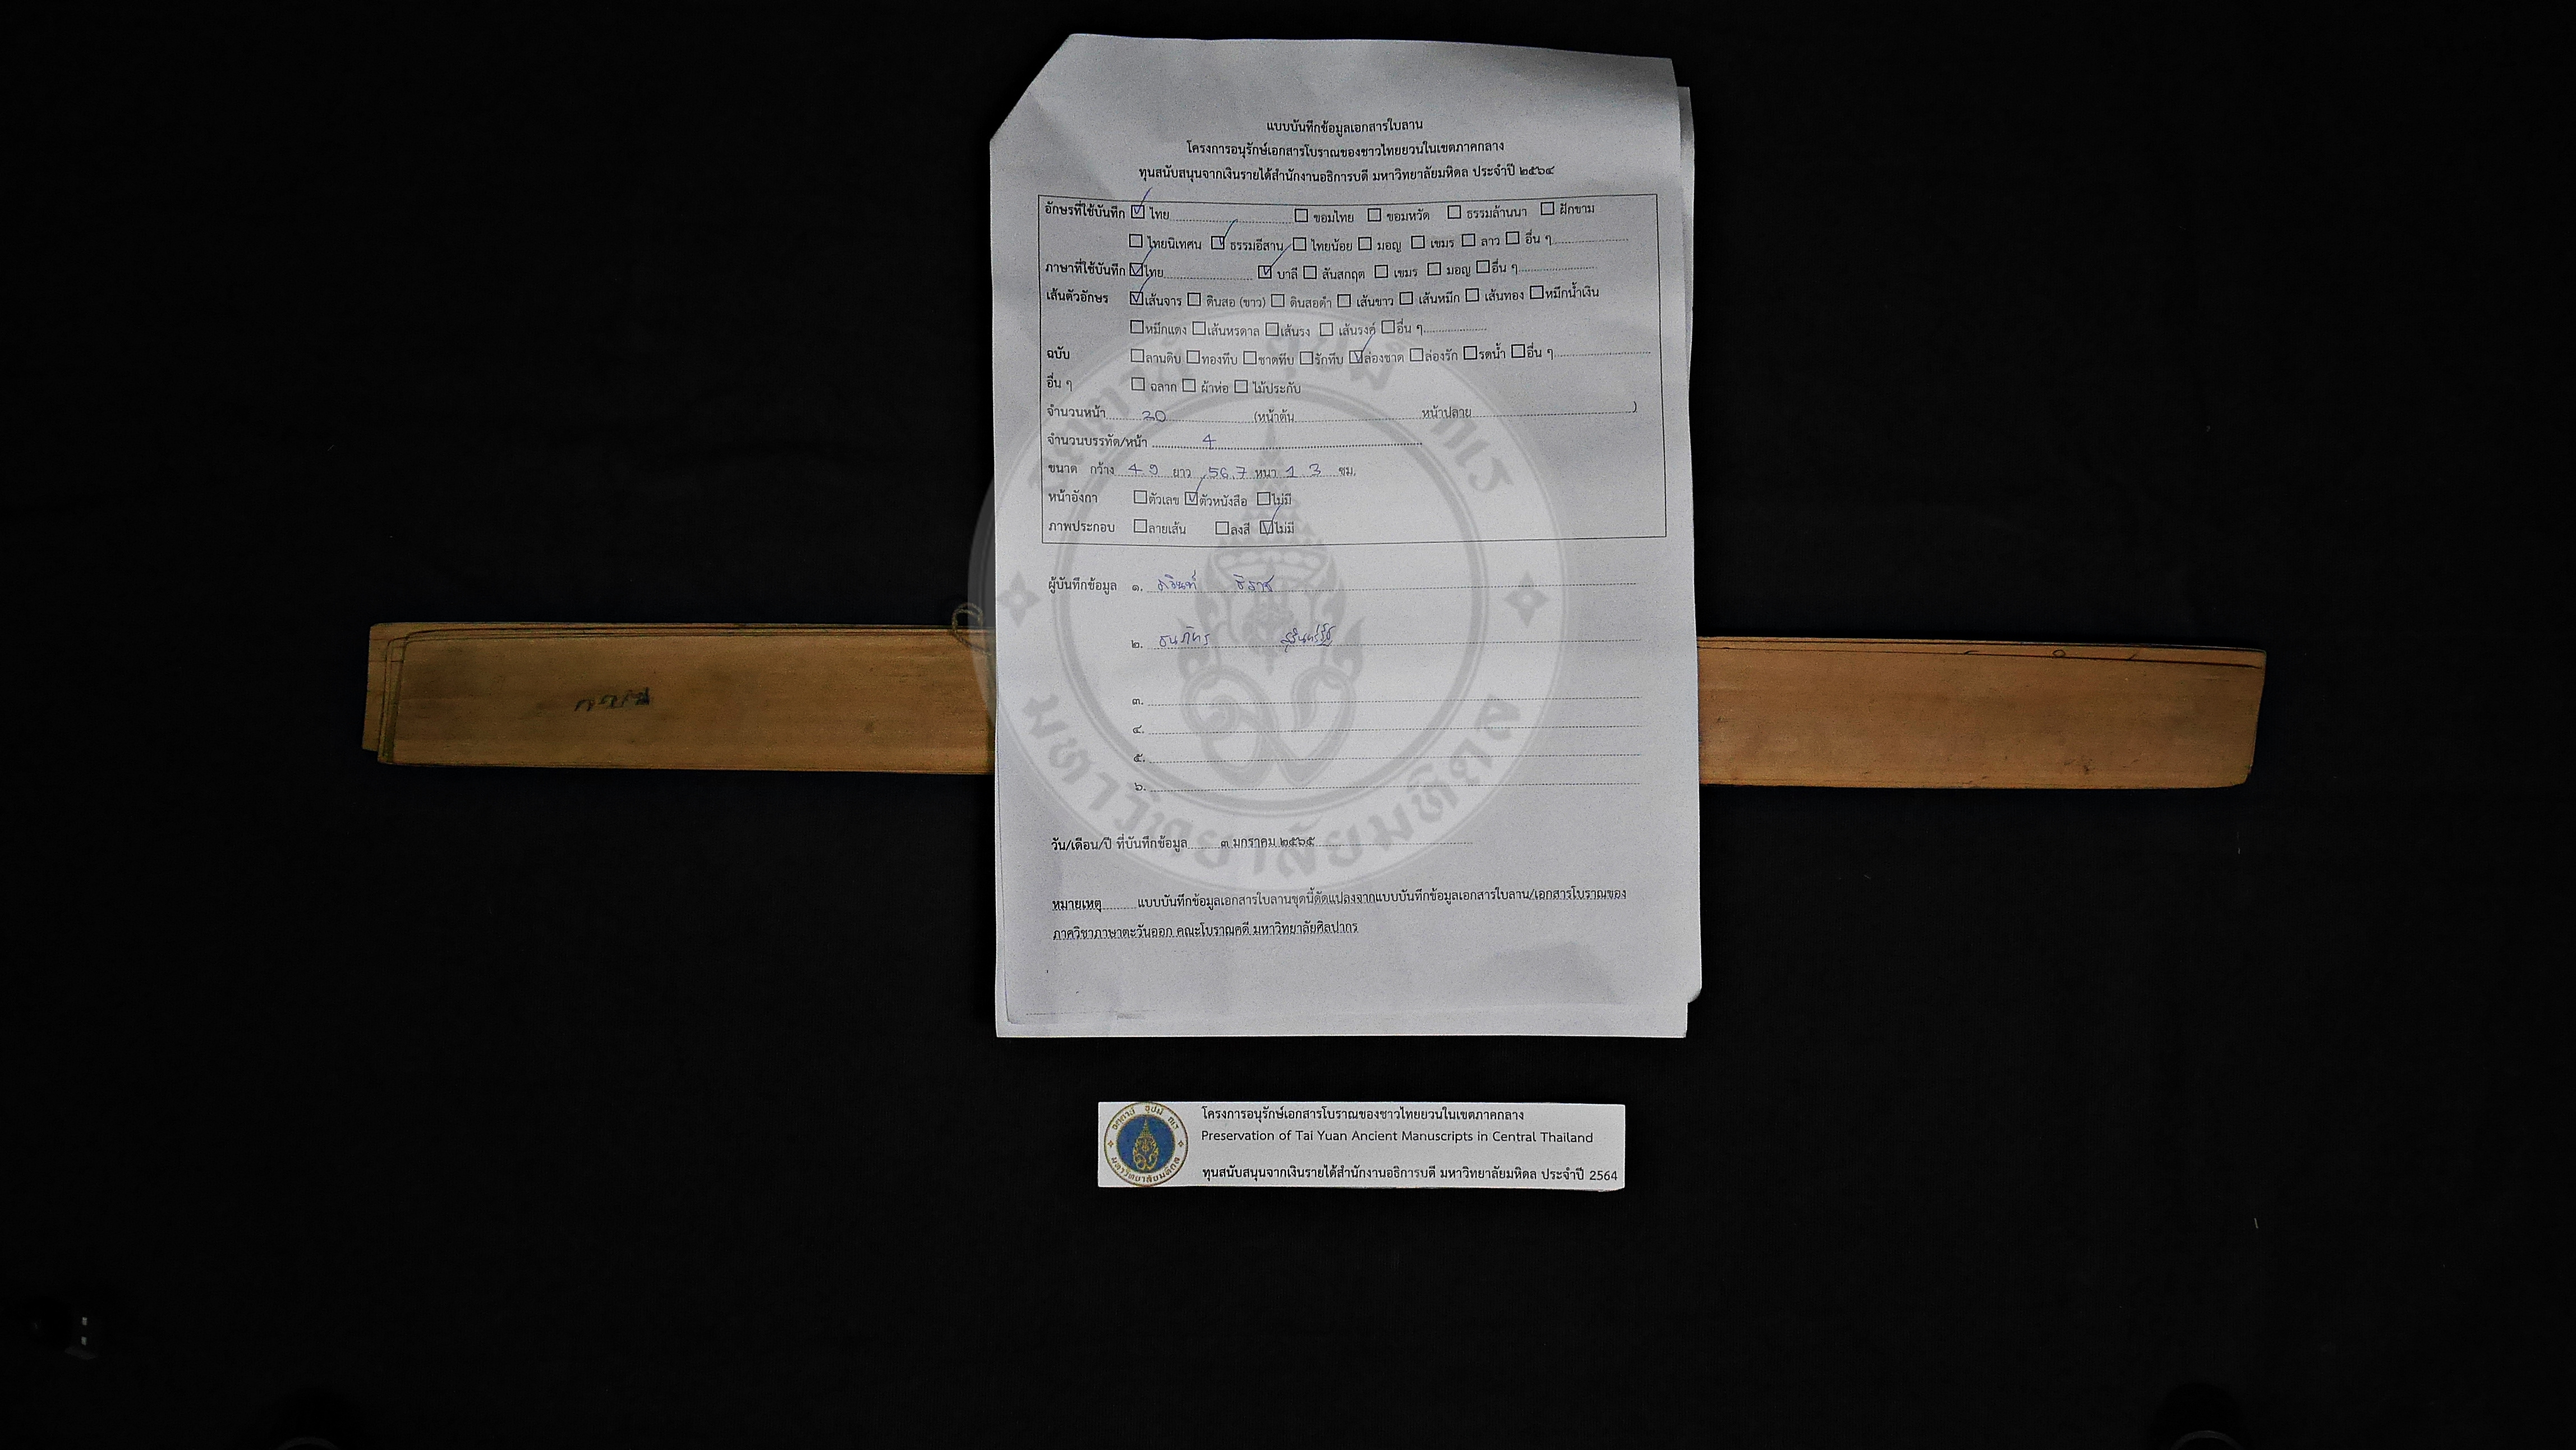 แบบบันทึกข้อมูลเอกสารใบลาน
โครงการอนุรักษ์เอกสารโบราณของชาวไทยยวนในเขตภาคกลาง
ทุนสนับสนุนจากเงินรายได้สำนักงานอธิการบดี มหาวิทยาลัยมหิดล ประจำปี ๒๕๖๔
อักษรที่ใช้บันทึก ☑ ไทย ☐ ขอมไทย ☐ ขอมหวัด ☐ ธรรมล้านนา ☐ ฝักขาม
☐ ไทยนิเทศน ☑ ธรรมอีสาน ☐ ไทยน้อย ☐ มอญ ☐ เขมร ☐ ลาว ☐ อื่น ๆ
ภาษาที่ใช้บันทึก ☑ ไทย ☑ บาลี ☐ สันสกฤต ☐ เขมร ☐ มอญ ☐ อื่น ๆ
เส้นตัวอักษร ☑ เส้นจาร ☐ ดินสอ (ขาว) ☐ ดินสอดำ ☐ เส้นขาว ☐ เส้นหมึก ☐ เส้นทอง ☐ หมึกน้ำเงิน
☐ หมึกแดง ☐ เส้นหรดาล ☐ เส้นรง ☐ เส้นรงค์ ☐ อื่น ๆ
ฉบับ ☐ ลานดิบ ☐ ทองทึบ ☐ ชาดทึบ ☐ รักทึบ ☑ ล่องชาด ☐ ล่องรัก ☐ รดน้ำ ☐ อื่น ๆ
อื่น ๆ ☐ ฉลาก ☐ ผ้าห่อ ☐ ไม้ประกับ
จำนวนหน้า 20 (หน้าต้น หน้าปลาย )
จำนวนบรรทัด/หน้า 4
ขนาด กว้าง 4.9 ยาว 56.7 หนา 1.3 ซม.
หน้าอังกา ☐ ตัวเลข ☑ ตัวหนังสือ ☐ ไม่มี
ภาพประกอบ ☐ ลายเส้น ☐ ลงสี ☑ ไม่มี
ผู้บันทึกข้อมูล ๑.
๒. ธนภัทร
๓.
๔.
๕.
๖.
วัน/เดือน/ปี ที่บันทึกข้อมูล ๓ มกราคม ๒๕๖๕
หมายเหตุ แบบบันทึกข้อมูลเอกสารใบลานชุดนี้ดัดแปลงจากแบบบันทึกข้อมูลเอกสารใบลาน/เอกสารโบราณของ
ภาควิชาภาษาตะวันออก คณะโบราณคดี มหาวิทยาลัยศิลปากร
มหาวิทยาลัยมหิดล
โครงการอนุรักษ์เอกสารโบราณของชาวไทยยวนในเขตภาคกลาง
Preservation of Tai Yuan Ancient Manuscripts in Central Thailand
ทุนสนับสนุนจากเงินรายได้สำนักงานอธิการบดี มหาวิทยาลัยมหิดล ประจำปี 2564